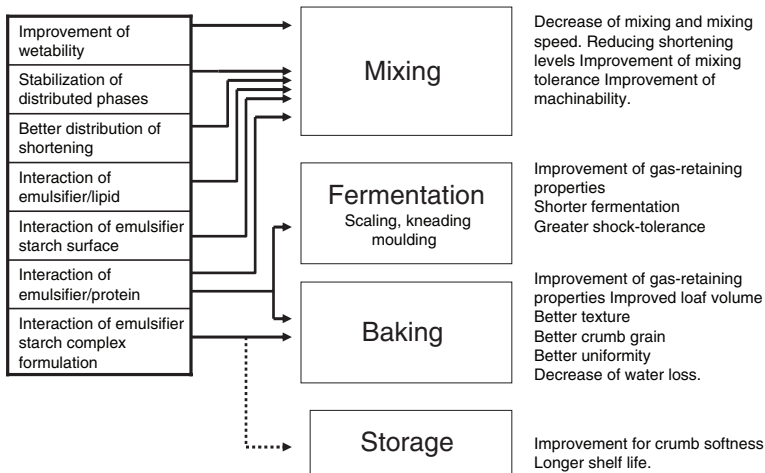 Improvement of
wetability
Stabilization of
distributed phases
Better distribution of
shortening
Interaction of
emulsifier/lipid
Interaction of emulsifier
starch surface
Interaction of
emulsifier/protein
Interaction of emulsifier
starch complex
formulation
Mixing
Decrease of mixing and mixing
speed. Reducing shortening
levels Improvement of mixing
tolerance Improvement of
machinability.
Fermentation
Scaling, kneading
moulding
Improvement of gas-retaining
properties
Shorter fermentation
Greater shock-tolerance
Baking
Improvement of gas-retaining
properties Improved loaf volume
Better texture
Better crumb grain
Better uniformity
Decrease of water loss.
Storage
Improvement for crumb softness
Longer shelf life.